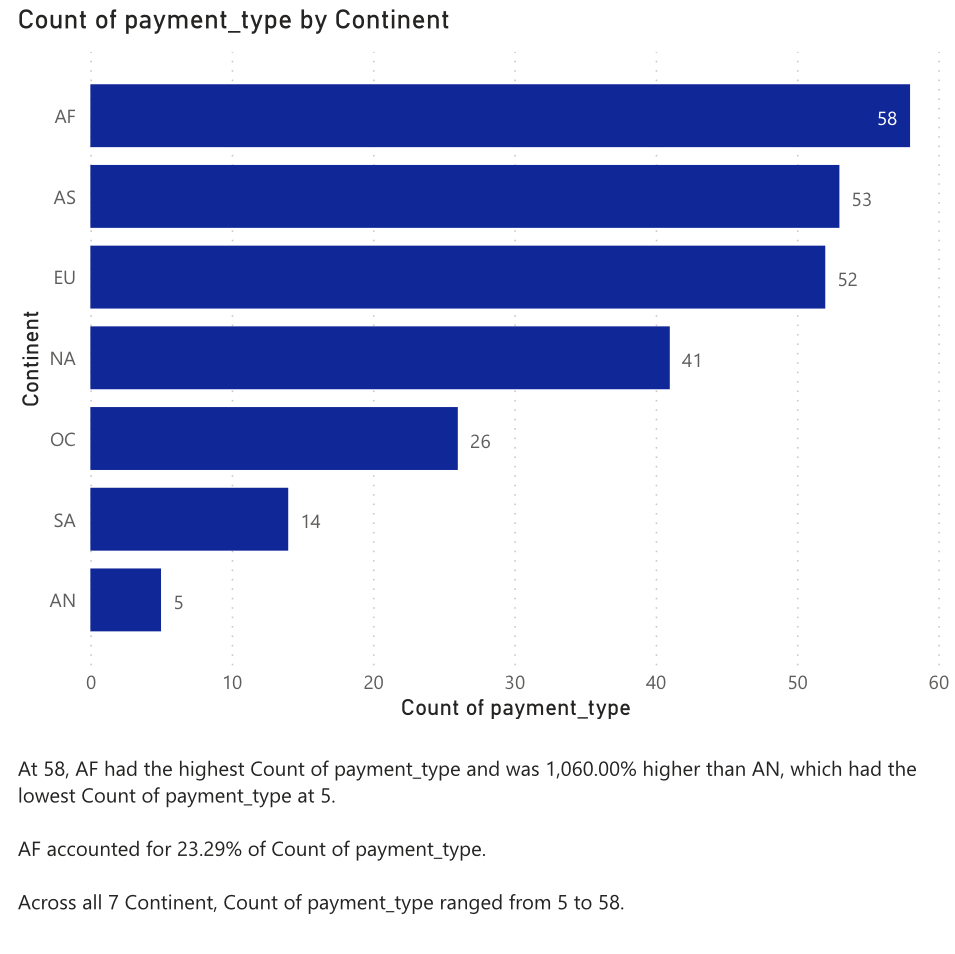 Count of payment_type by Continent
AF
58
AS
53
EU
52
NA
41
OC
26
SA
14
AN
5
Continent
0 10 20 30 40 50 60
Count of payment_type
At 58, AF had the highest Count of payment_type and was 1,060.00% higher than AN, which had the
lowest Count of payment_type at 5.
AF accounted for 23.29% of Count of payment_type.
Across all 7 Continent, Count of payment_type ranged from 5 to 58.